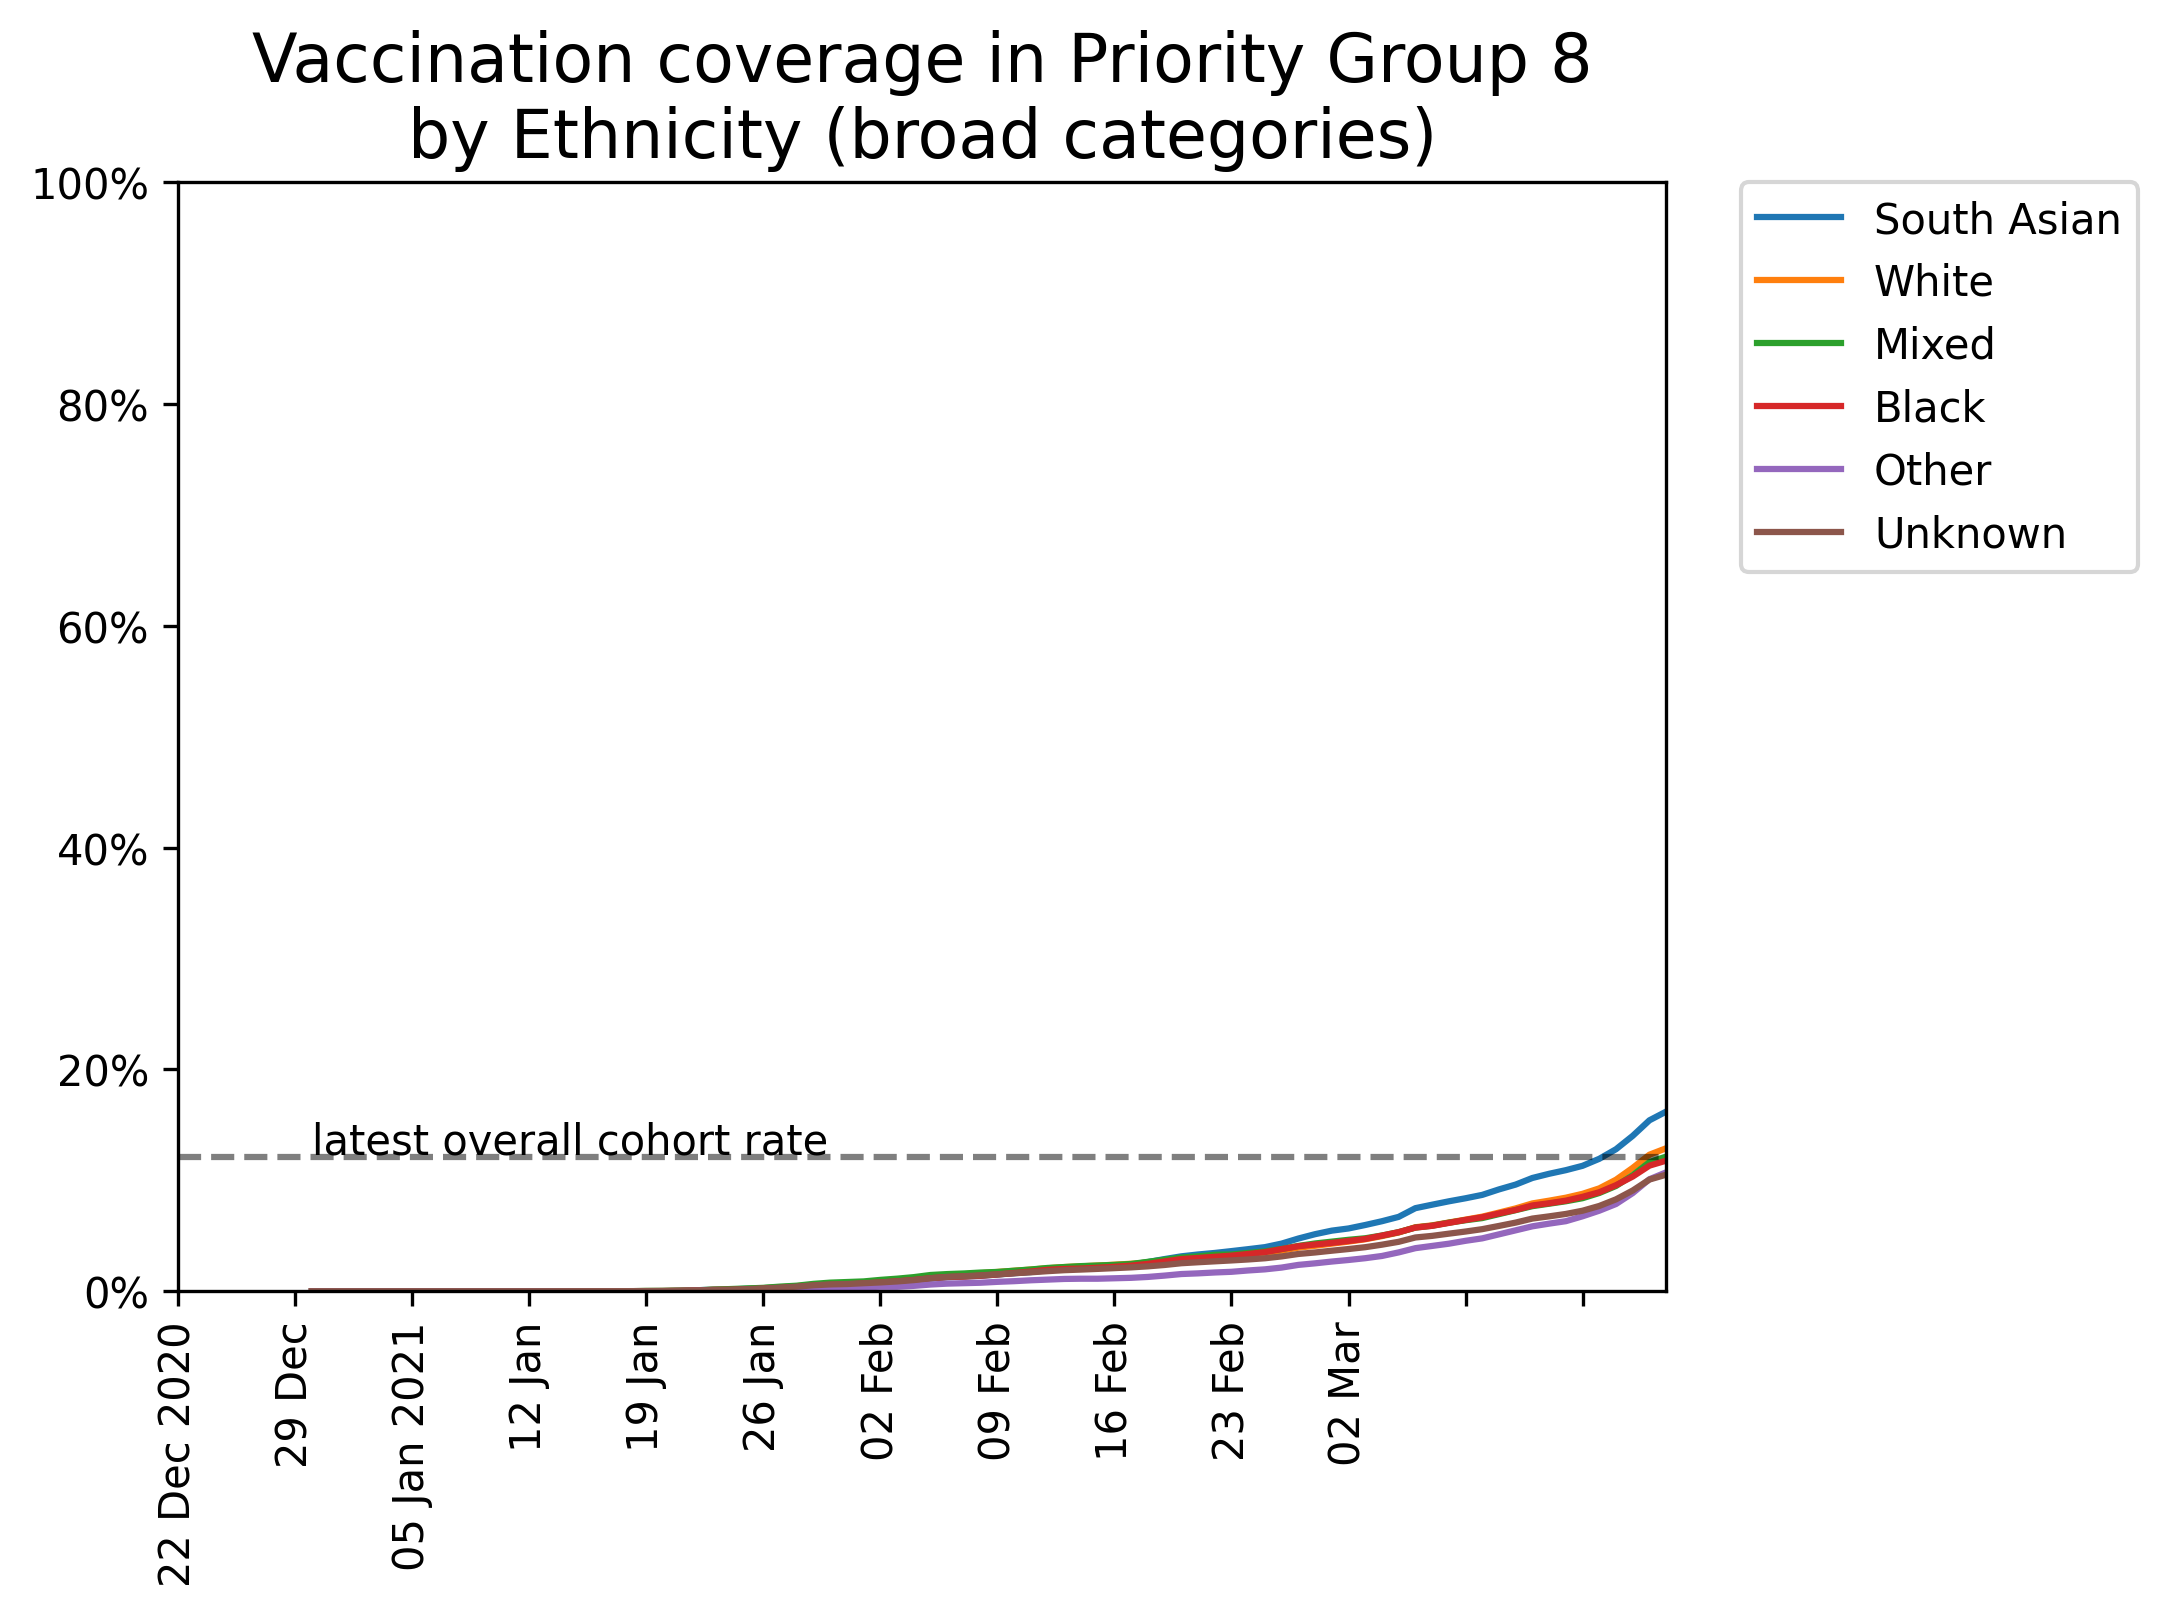 Vaccination coverage in Priority Group 8
by Ethnicity (broad categories)
100%
80%
60%
40%
20%
0%
latest overall cohort rate
22 Dec 2020
29 Dec
05 Jan 2021
12 Jan
19 Jan
26 Jan
02 Feb
09 Feb
16 Feb
23 Feb
02 Mar
South Asian
White
Mixed
Black
Other
Unknown